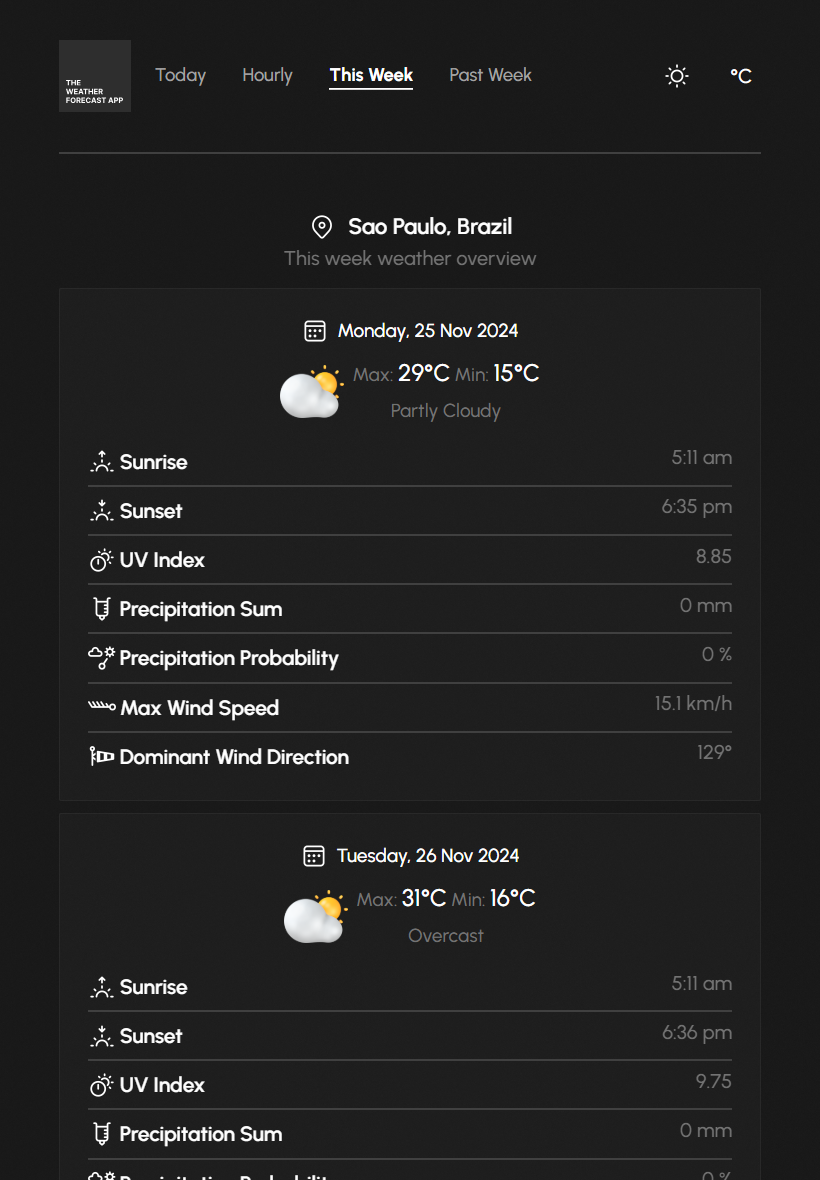 THE
WEATHER
FORECAST APP
Today Hourly This Week Past Week °C
Sao Paulo, Brazil
This week weather overview
Monday, 25 Nov 2024
Max: 29°C Min: 15°C
Partly Cloudy
Sunrise 5:11 am
Sunset 6:35 pm
UV Index 8.85
Precipitation Sum 0 mm
Precipitation Probability 0 %
Max Wind Speed 15.1 km/h
Dominant Wind Direction 129°
Tuesday, 26 Nov 2024
Max: 31°C Min: 16°C
Overcast
Sunrise 5:11 am
Sunset 6:36 pm
UV Index 9.75
Precipitation Sum 0 mm
Precipitation Probability 0 %